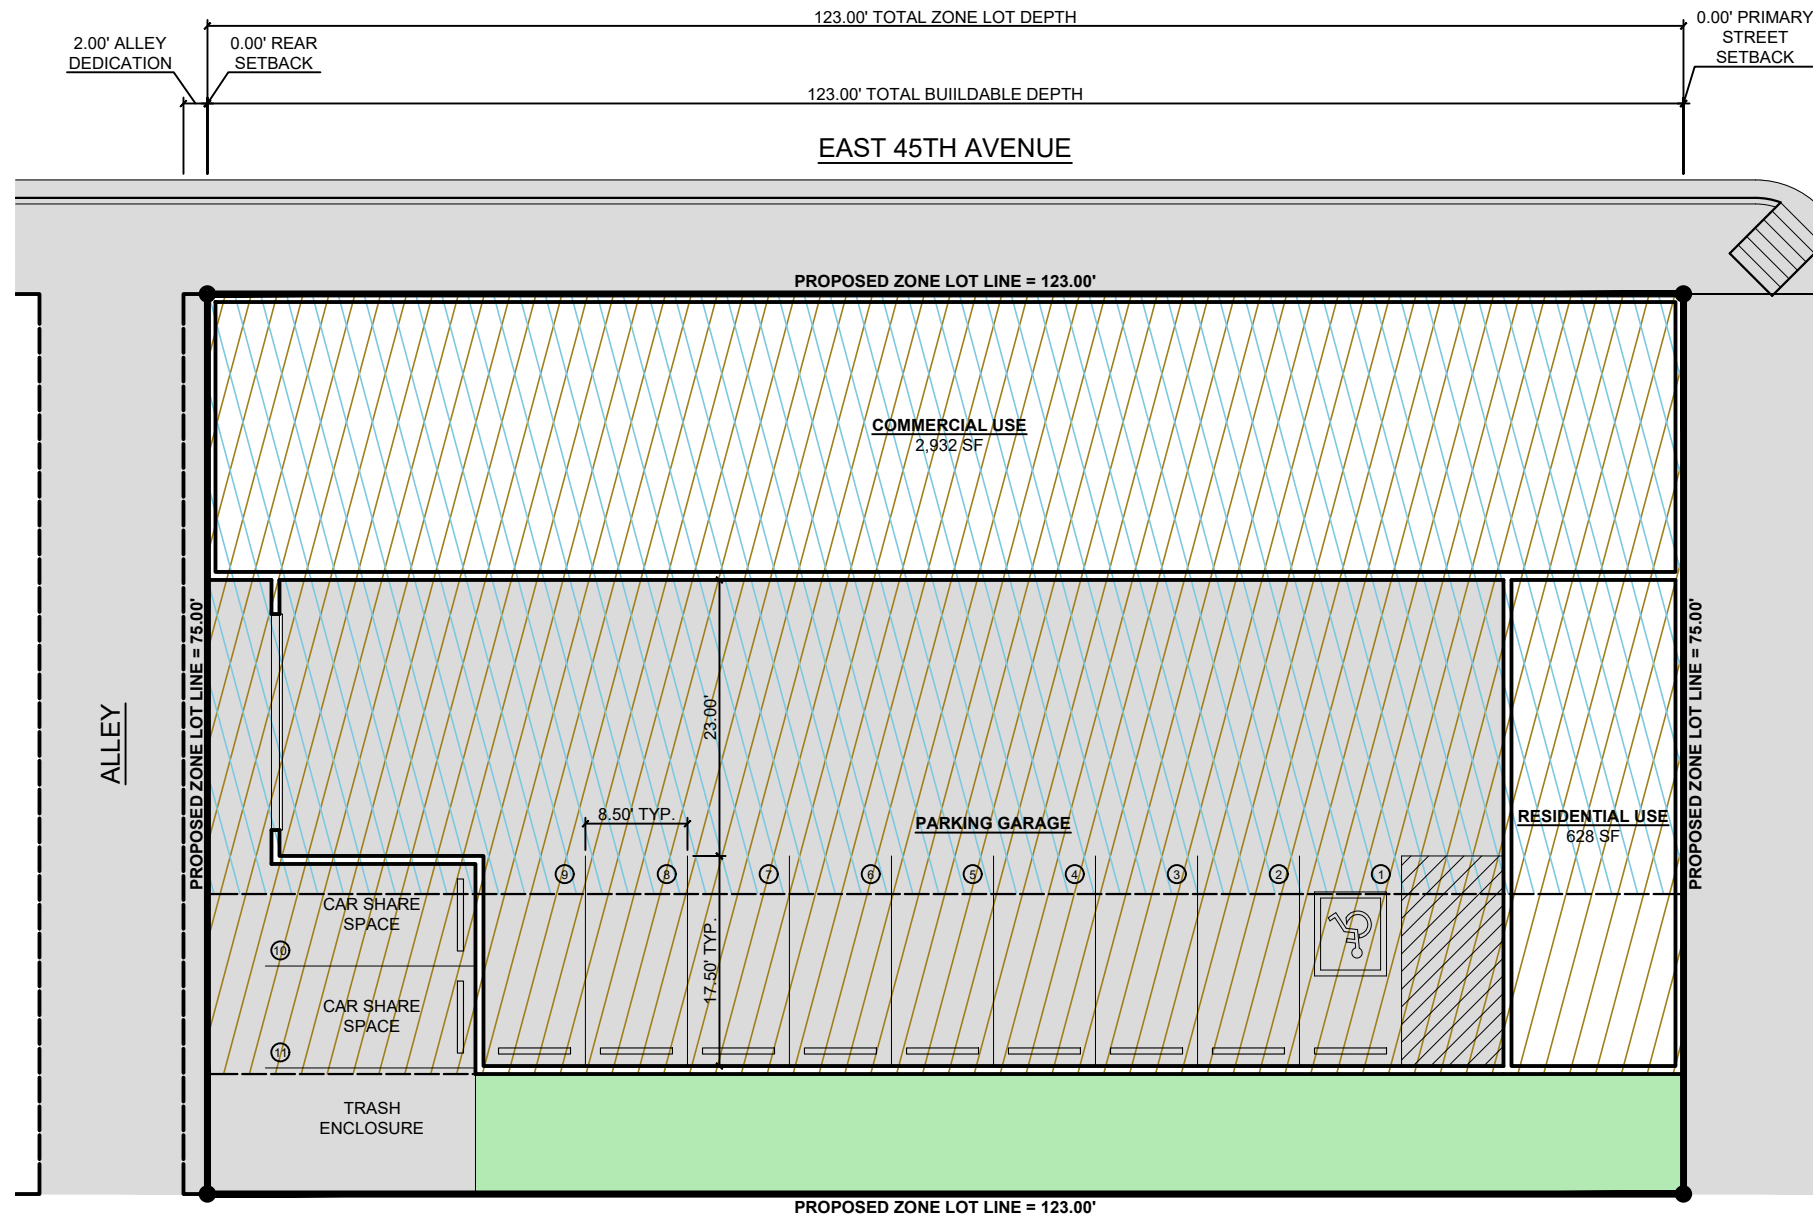 123.00' TOTAL ZONE LOT DEPTH
0.00' PRIMARY
STREET
SETBACK
2.00' ALLEY
DEDICATION
0.00' REAR
SETBACK
123.00' TOTAL BUIILDABLE DEPTH
EAST 45TH AVENUE
PROPOSED ZONE LOT LINE = 123.00'
COMMERCIAL USE
2,932 SF
PROPOSED ZONE LOT LINE = 75.00'
PROPOSED ZONE LOT LINE = 75.00'
ALLEY
23.00'
8.50' TYP.
PARKING GARAGE
RESIDENTIAL USE
628 SF
9
8
7
6
5
4
3
2
1
CAR SHARE
SPACE
10
17.50' TYP.
CAR SHARE
SPACE
11
TRASH
ENCLOSURE
PROPOSED ZONE LOT LINE = 123.00'